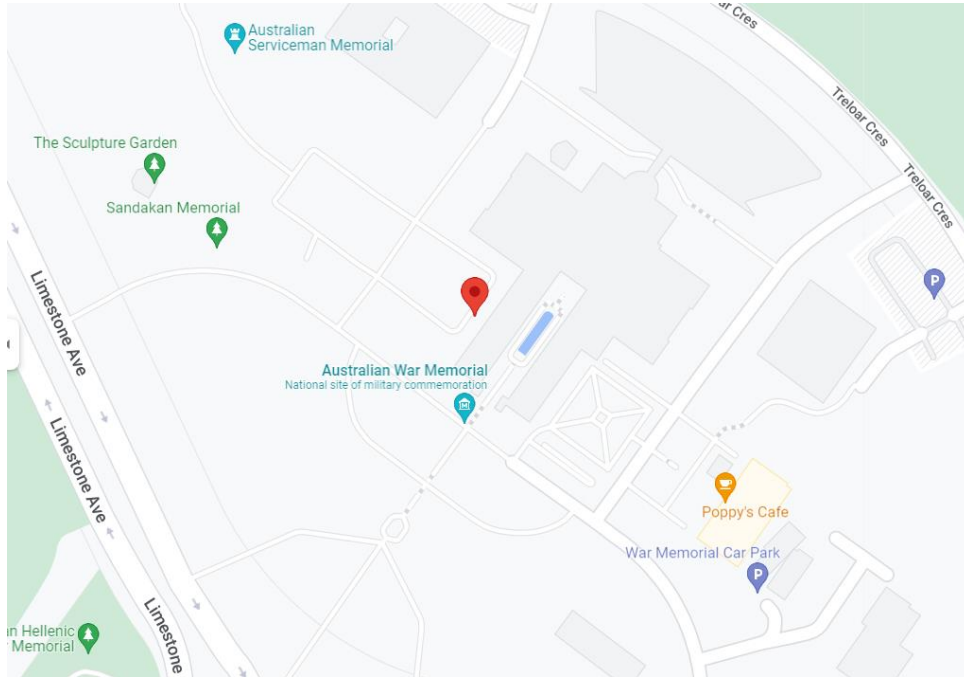 Australian
Serviceman Memorial
Treloar Cres
Treloar Cres
Treloar Cres
The Sculpture Garden
Sandakan Memorial
Limestone Ave
P
Australian War Memorial
National site of military commemoration
M
Limestone Ave
Poppy's Cafe
War Memorial Car Park
P
Limestone
an Hellenic
Memorial